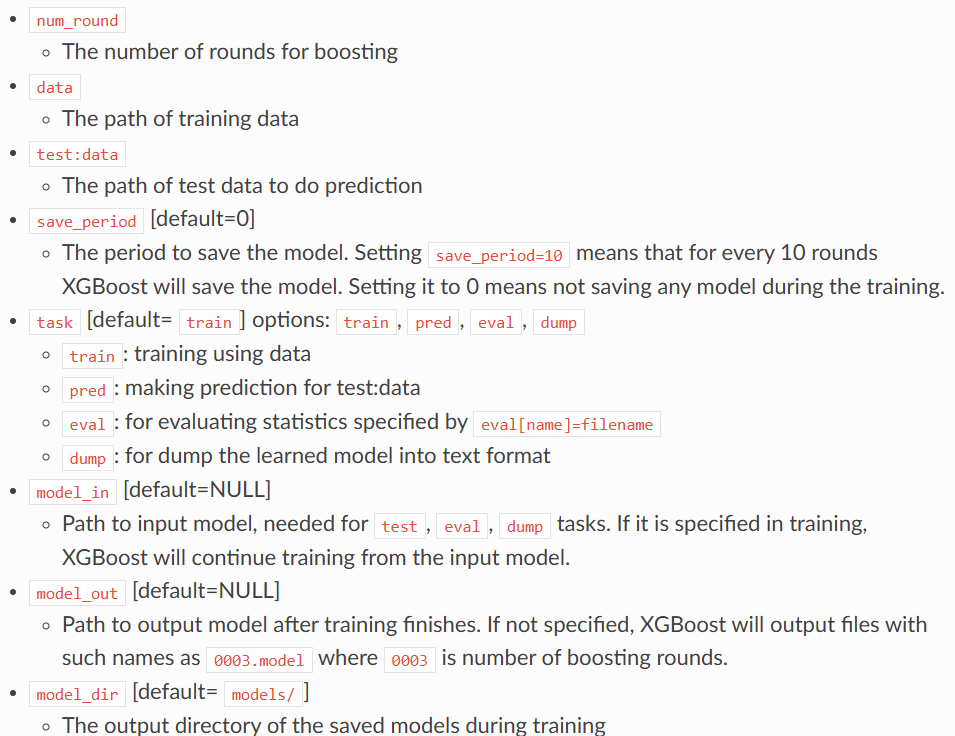 num_round
The number of rounds for boosting
data
The path of training data
test:data
The path of test data to do prediction
save_period [default=0]
The period to save the model. Setting save_period=10 means that for every 10 rounds
XGBoost will save the model. Setting it to 0 means not saving any model during the training.
task [default= train ] options: train , pred , eval , dump
train : training using data
pred : making prediction for test:data
eval : for evaluating statistics specified by eval[name]=filename
dump : for dump the learned model into text format
model_in [default=NULL]
Path to input model, needed for test , eval , dump tasks. If it is specified in training,
XGBoost will continue training from the input model.
model_out [default=NULL]
Path to output model after training finishes. If not specified, XGBoost will output files with
such names as 0003.model where 0003 is number of boosting rounds.
model_dir [default= models/ ]
The output directory of the saved models during training